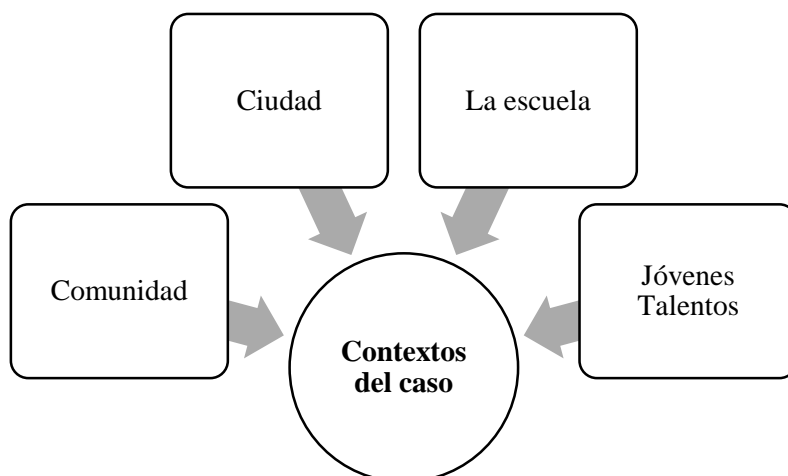 Ciudad
La escuela
Comunidad
Jóvenes
Talentos
Contextos
del caso